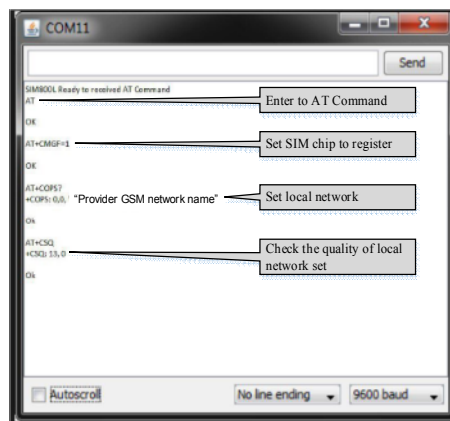 COM11
Send
SIM800L Ready to received AT Command
AT
Enter to AT Command
OK
AT+CMGF=1
Set SIM chip to register
OK
AT+COPS?
+COPS: 0,0, "Provider GSM network name"
Set local network
Ok
AT+CSQ
+CSQ: 13, 0
Check the quality of local
network set
Ok
Autoscroll
No line ending
9600 baud